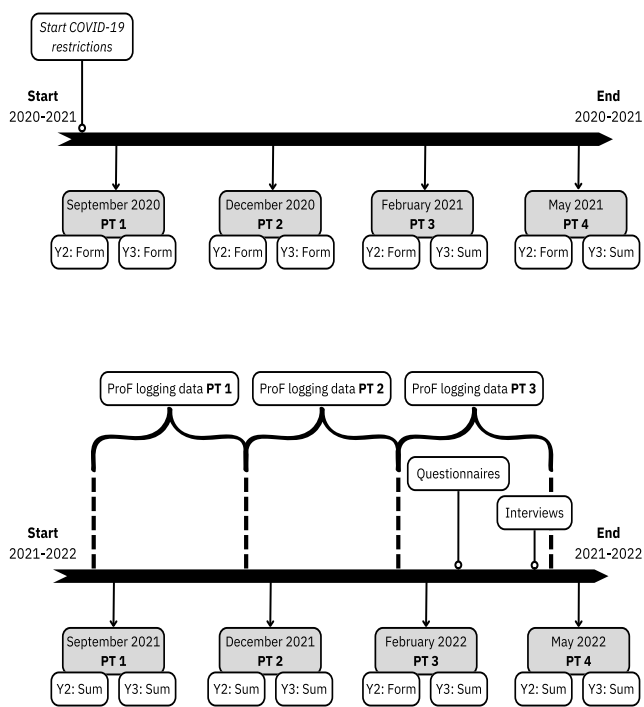 Start COVID-19
restrictions
Start
2020-2021
End
2020-2021
September 2020
PT 1
Y2: Form
Y3: Form
December 2020
PT 2
Y2: Form
Y3: Form
February 2021
PT 3
Y2: Form
Y3: Sum
May 2021
PT 4
Y2: Form
Y3: Sum
ProF logging data PT 1
ProF logging data PT 2
ProF logging data PT 3
Questionnaires
Interviews
Start
2021-2022
End
2021-2022
September 2021
PT 1
Y2: Sum
Y3: Sum
December 2021
PT 2
Y2: Sum
Y3: Sum
February 2022
PT 3
Y2: Form
Y3: Sum
May 2022
PT 4
Y2: Sum
Y3: Sum